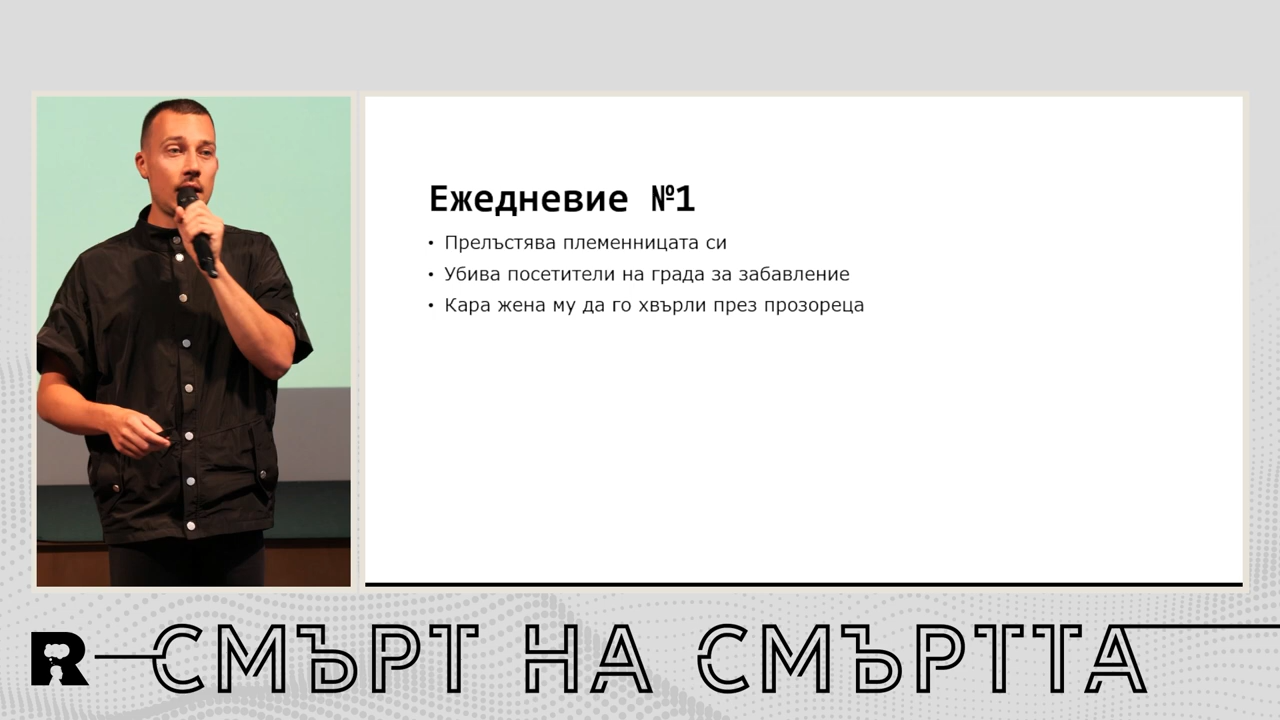 Ежедневие №1
• Прелъстява племенницата си
• Убива посетители на града за забавление
• Кара жена му да го хвърли през прозореца
R
СМЪРТ НА СМЪРТТА